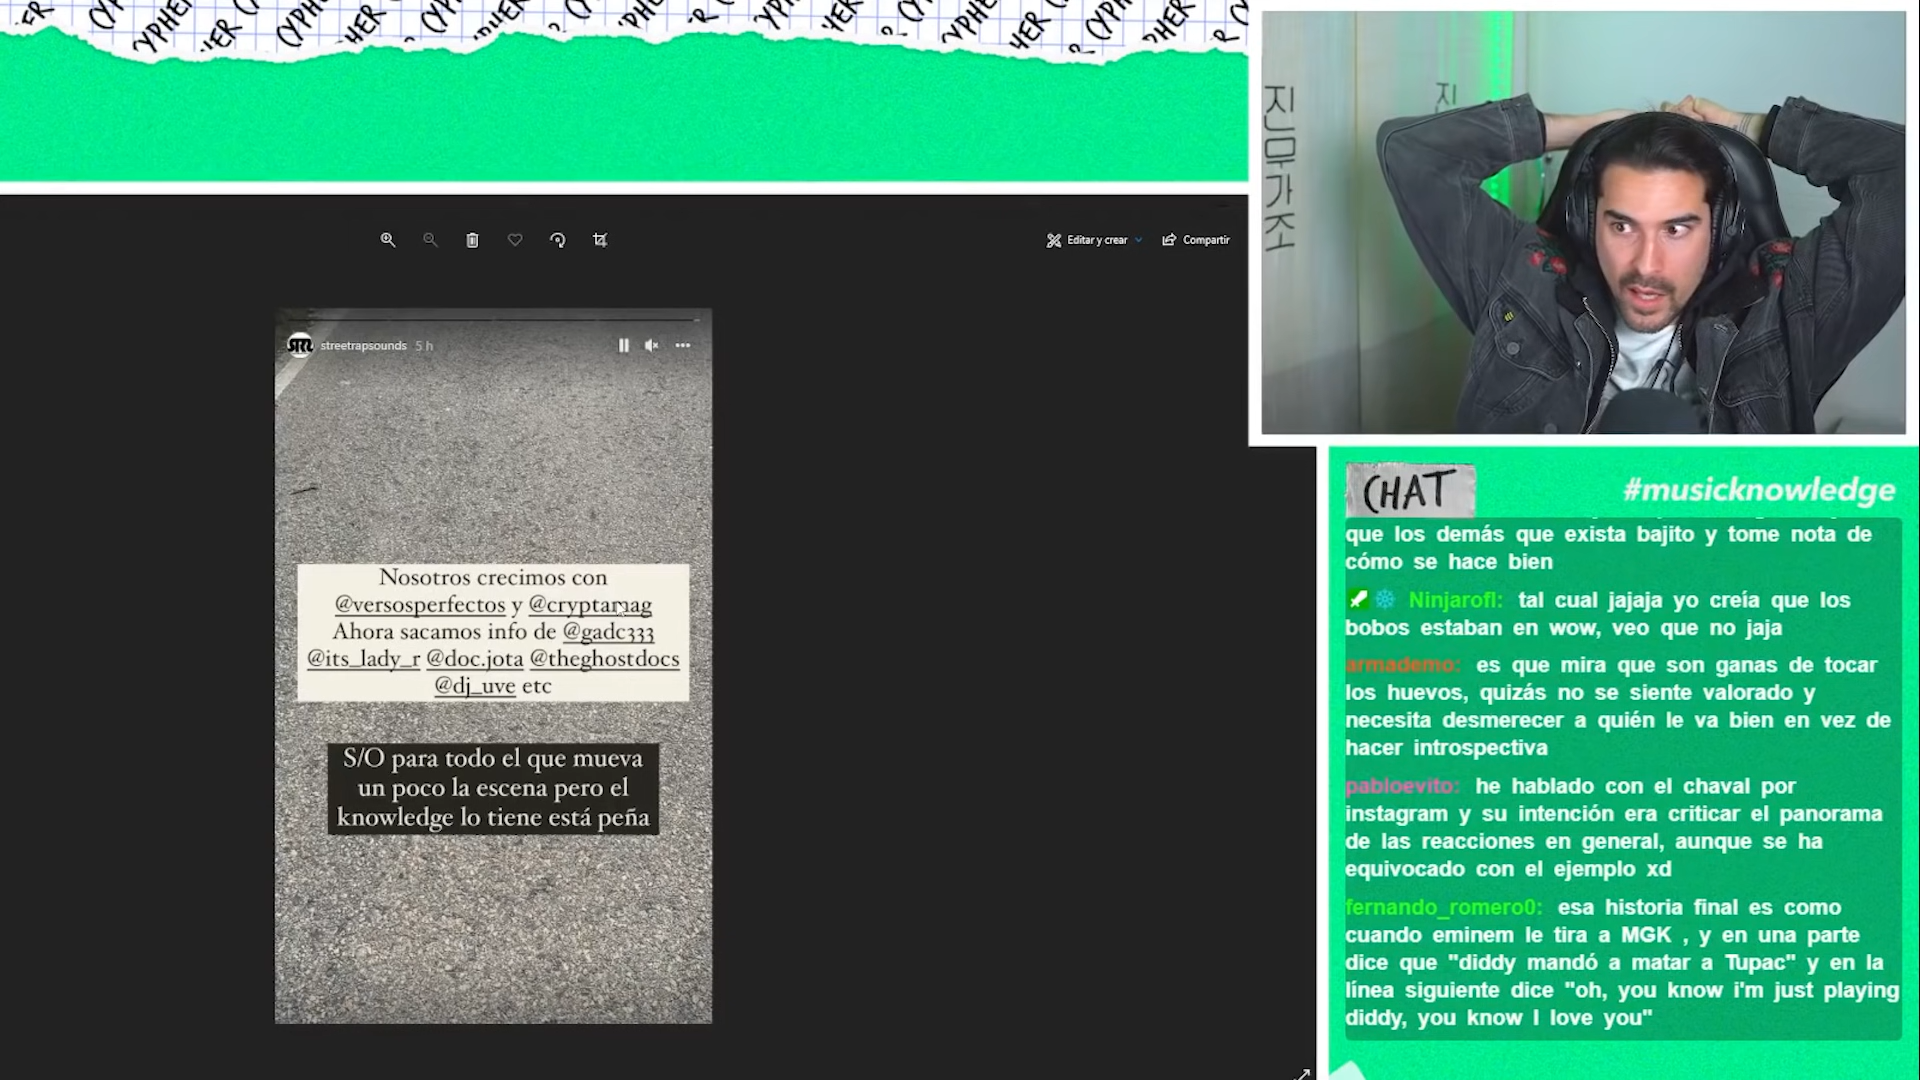 CYPHER
Editar y crear
Compartir
streetrapsounds 5 h
Nosotros crecimos con
@versosperfectos y @cryptamag
Ahora sacamos info de @gadc333
@its_lady_r @doc.jota @theghostdocs
@dj_uve etc
S/O para todo el que mueva
un poco la escena pero el
knowledge lo tiene está peña
CHAT
#musicknowledge
que los demás que exista bajito y tome nota de
cómo se hace bien
Ninjarofl: tal cual jajaja yo creía que los
bobos estaban en wow, veo que no jaja
armademo: es que mira que son ganas de tocar
los huevos, quizás no se siente valorado y
necesita desmerecer a quién le va bien en vez de
hacer introspectiva
pabloevito: he hablado con el chaval por
instagram y su intención era criticar el panorama
de las reacciones en general, aunque se ha
equivocado con el ejemplo xd
fernando_romero0: esa historia final es como
cuando eminem le tira a MGK , y en una parte
dice que "diddy mandó a matar a Tupac" y en la
línea siguiente dice "oh, you know i'm just playing
diddy, you know I love you"